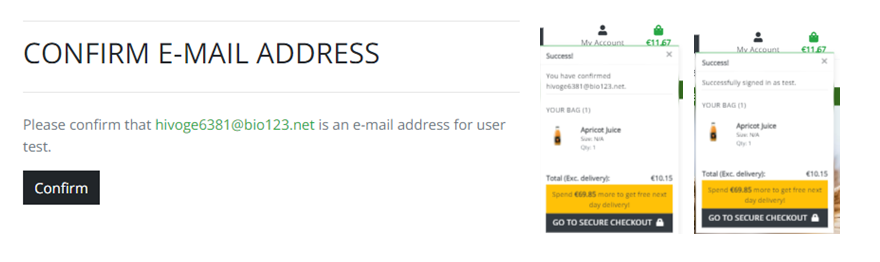 CONFIRM E-MAIL ADDRESS
Please confirm that hivoge6381@bio123.net is an e-mail address for user
test.
Confirm
My Account
€11.67
Success!
You have confirmed
hivoge6381@bio123.net.
YOUR BAG (1)
Apricot Juice
Size: N/A
Qty: 1
Total (Exc. delivery): €10.15
Spend €69.85 more to get free next
day delivery!
GO TO SECURE CHECKOUT
My Account
€11.67
Success!
Successfully signed in as test.
YOUR BAG (1)
Apricot Juice
Size: N/A
Qty: 1
Total (Exc. delivery): €10.15
Spend €69.85 more to get free next
day delivery!
GO TO SECURE CHECKOUT